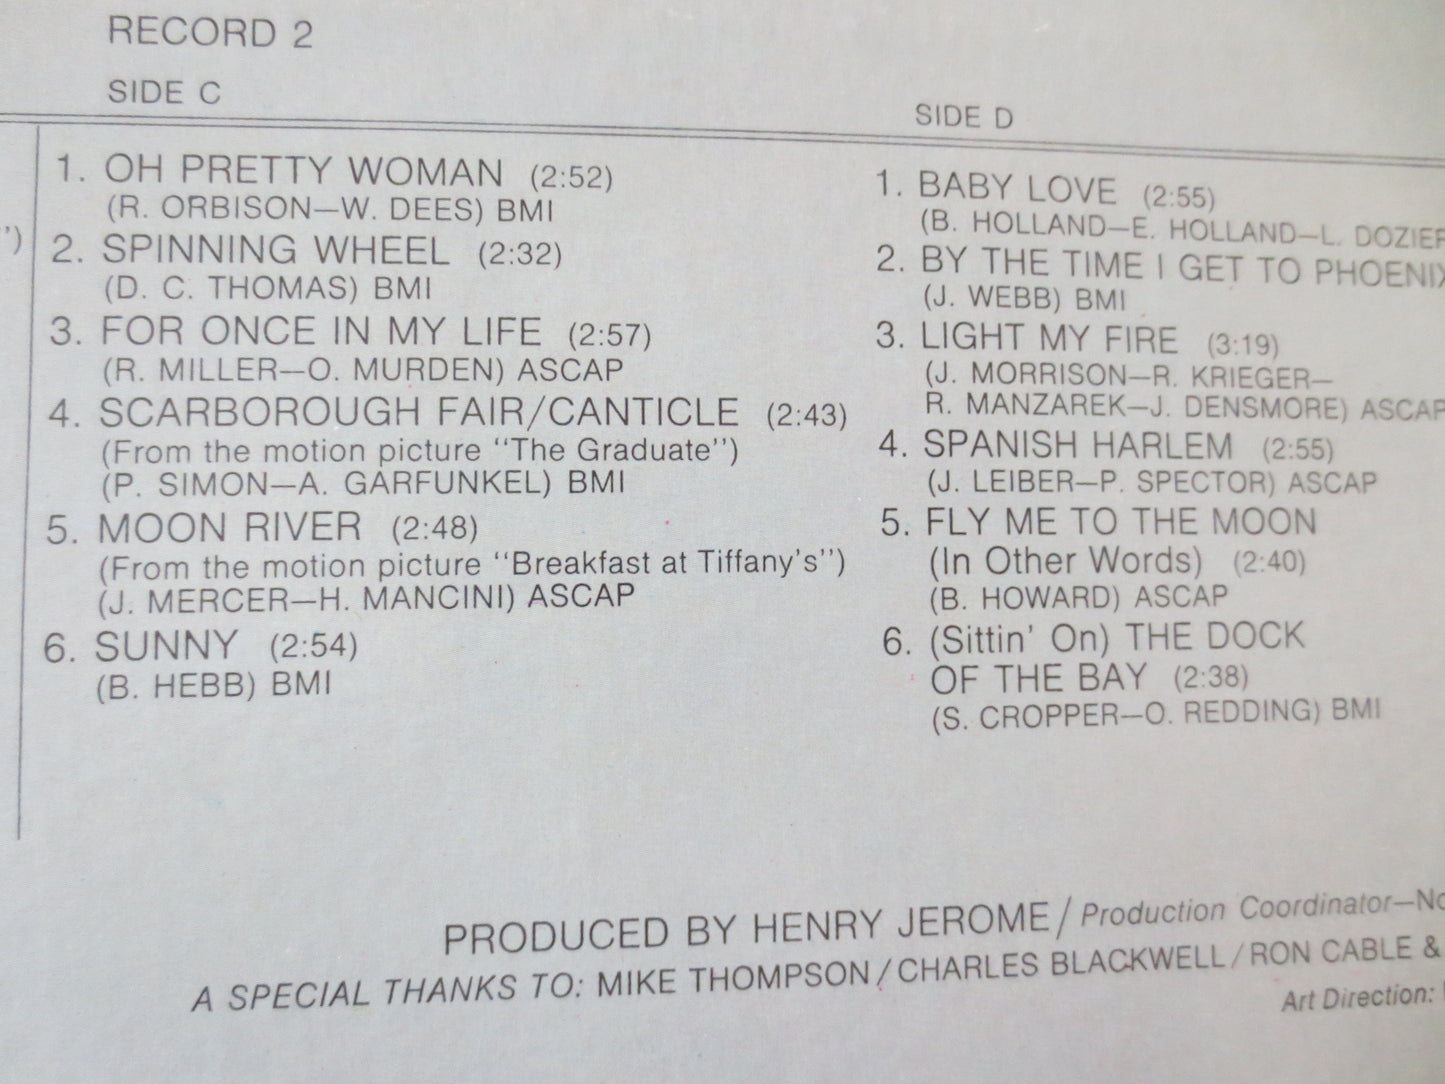 RECORD 2
SIDE C
")
1. OH PRETTY WOMAN (2:52)
(R. ORBISON—W. DEES) BMI
2. SPINNING WHEEL (2:32)
(D. C. THOMAS) BMI
3. FOR ONCE IN MY LIFE (2:57)
(R. MILLER—O. MURDEN) ASCAP
4. SCARBOROUGH FAIR/CANTICLE (2:43)
(From the motion picture "The Graduate")
(P. SIMON—A. GARFUNKEL) BMI
5. MOON RIVER (2:48)
(From the motion picture "Breakfast at Tiffany's")
(J. MERCER—H. MANCINI) ASCAP
6. SUNNY (2:54)
(B. HEBB) BMI
SIDE D
1. BABY LOVE (2:55)
(B. HOLLAND—E. HOLLAND—L. DOZIER
2. BY THE TIME I GET TO PHOENIX
(J. WEBB) BMI
3. LIGHT MY FIRE (3:19)
(J. MORRISON—R. KRIEGER—
R. MANZAREK—J. DENSMORE) ASCAP
4. SPANISH HARLEM (2:55)
(J. LEIBER—P. SPECTOR) ASCAP
5. FLY ME TO THE MOON
(In Other Words) (2:40)
(B. HOWARD) ASCAP
6. (Sittin' On) THE DOCK
OF THE BAY (2:38)
(S. CROPPER—O. REDDING) BMI
PRODUCED BY HENRY JEROME/Production Coordinator—
A SPECIAL THANKS TO: MIKE THOMPSON/CHARLES BLACKWELL/RON CABLE &
Art Direction: